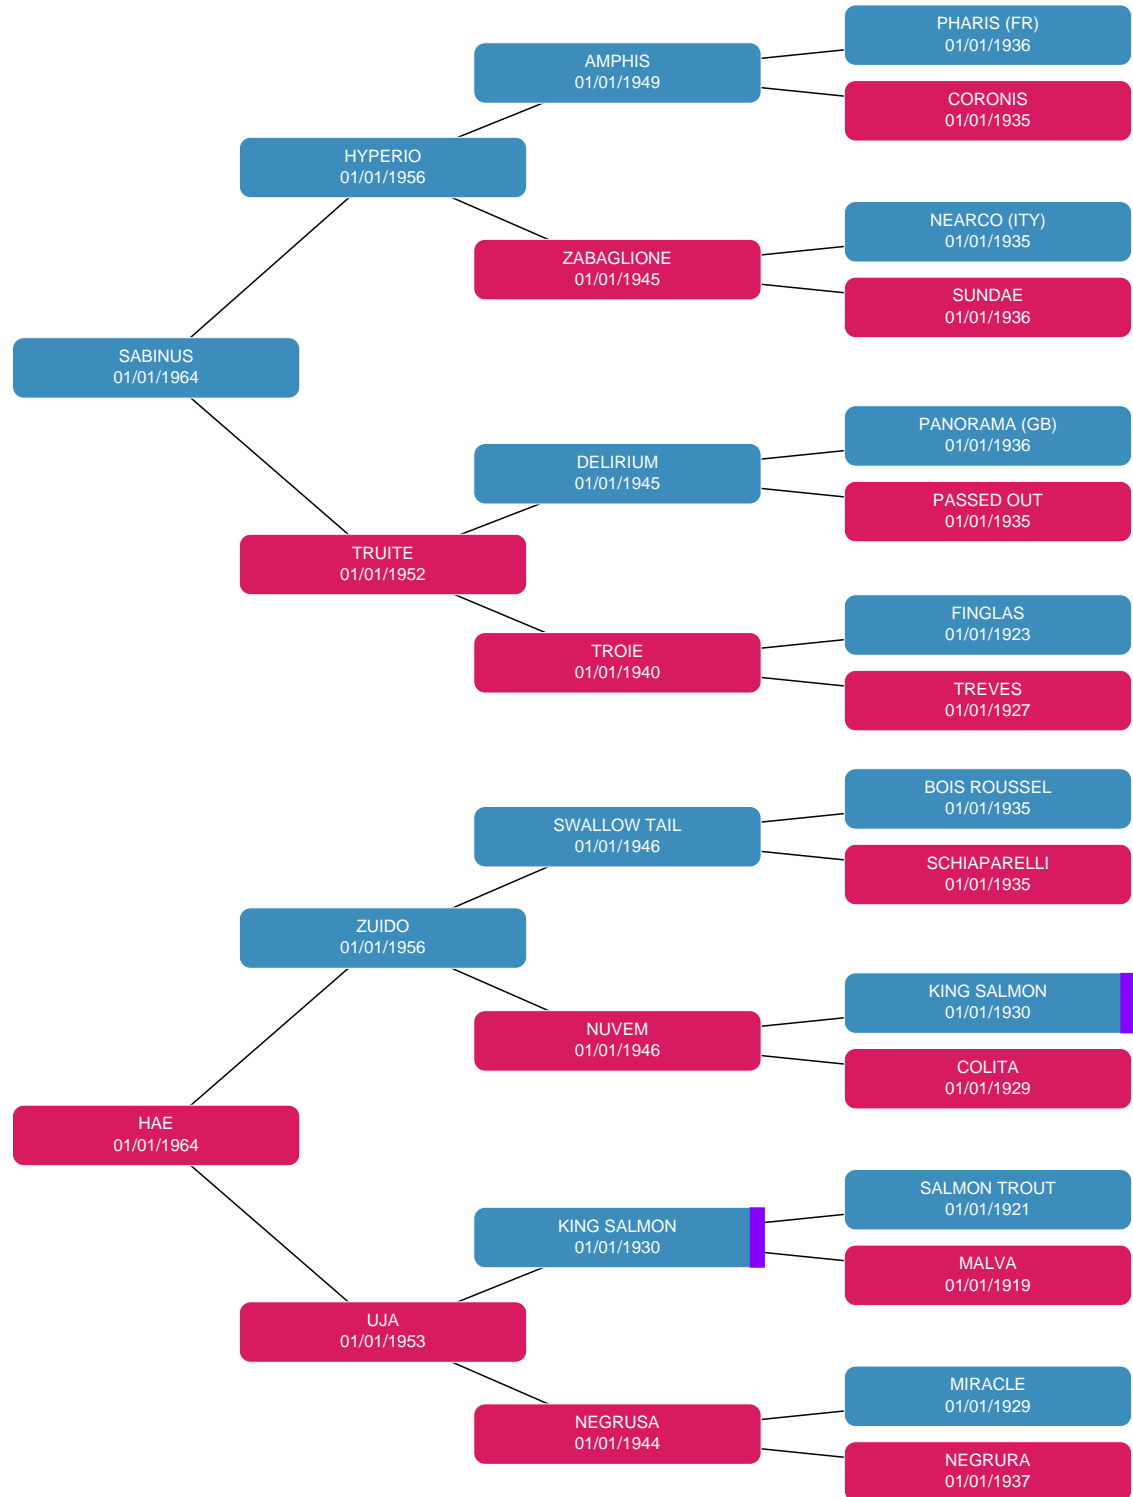 PHARIS (FR)
01/01/1936
AMPHIS
01/01/1949
CORONIS
01/01/1935
HYPERIO
01/01/1956
NEARCO (ITY)
01/01/1935
ZABAGLIONE
01/01/1945
SUNDAE
01/01/1936
SABINUS
01/01/1964
PANORAMA (GB)
01/01/1936
DELIRIUM
01/01/1945
PASSED OUT
01/01/1935
TRUITE
01/01/1952
FINGLAS
01/01/1923
TROIE
01/01/1940
TREVES
01/01/1927
BOIS ROUSSEL
01/01/1935
SWALLOW TAIL
01/01/1946
SCHIAPARELLI
01/01/1935
ZUIDO
01/01/1956
KING SALMON
01/01/1930
NUVEM
01/01/1946
COLITA
01/01/1929
HAE
01/01/1964
SALMON TROUT
01/01/1921
KING SALMON
01/01/1930
MALVA
01/01/1919
UJA
01/01/1953
MIRACLE
01/01/1929
NEGRUSA
01/01/1944
NEGRURA
01/01/1937